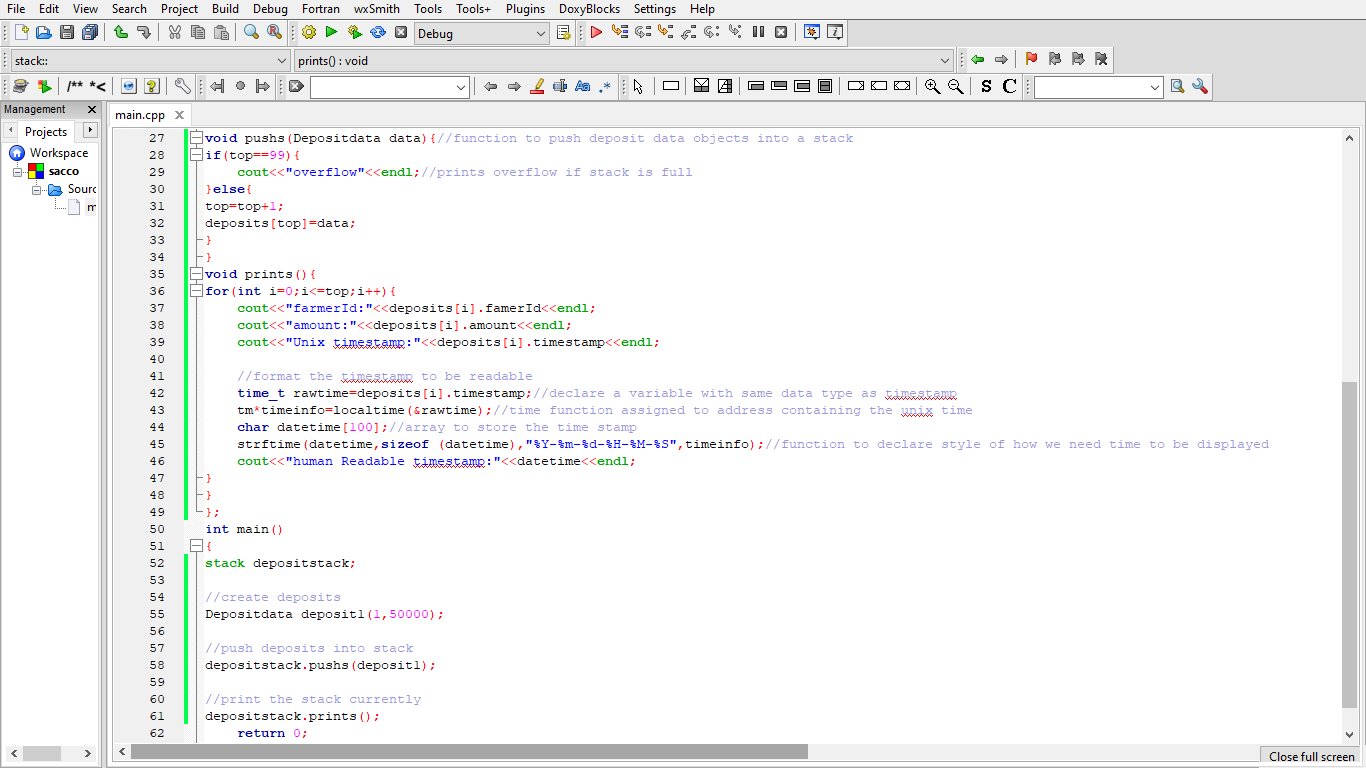 File Edit View Search Project Build Debug Fortran wxSmith Tools Tools+ Plugins DoxyBlocks Settings Help
Debug
stack::
prints() : void
/** *<
Aa .*
S C
Management
main.cpp
Projects
Workspace
sacco
Sourc
m
27 void pushs(Depositdata data){//function to push deposit data objects into a stack
28 if(top==99){
29 cout<<"overflow"<<endl;//prints overflow if stack is full
30 }else{
31 top=top+1;
32 deposits[top]=data;
33 }
34 }
35 void prints(){
36 for(int i=0;i<=top;i++){
37 cout<<"farmerId:"<<deposits[i].famerId<<endl;
38 cout<<"amount:"<<deposits[i].amount<<endl;
39 cout<<"Unix timestamp:"<<deposits[i].timestamp<<endl;
40
41 //format the timestamp to be readable
42 time_t rawtime=deposits[i].timestamp;//declare a variable with same data type as timestamp
43 tm*timeinfo=localtime(&rawtime);//time function assigned to address containing the unix time
44 char datetime[100];//array to store the time stamp
45 strftime(datetime,sizeof (datetime),"%Y-%m-%d-%H-%M-%S",timeinfo);//function to declare style of how we need time to be displayed
46 cout<<"human Readable timestamp:"<<datetime<<endl;
47 }
48 }
49 };
50 int main()
51 {
52 stack depositstack;
53
54 //create deposits
55 Depositdata deposit1(1,50000);
56
57 //push deposits into stack
58 depositstack.pushs(deposit1);
59
60 //print the stack currently
61 depositstack.prints();
62 return 0;
Close full screen